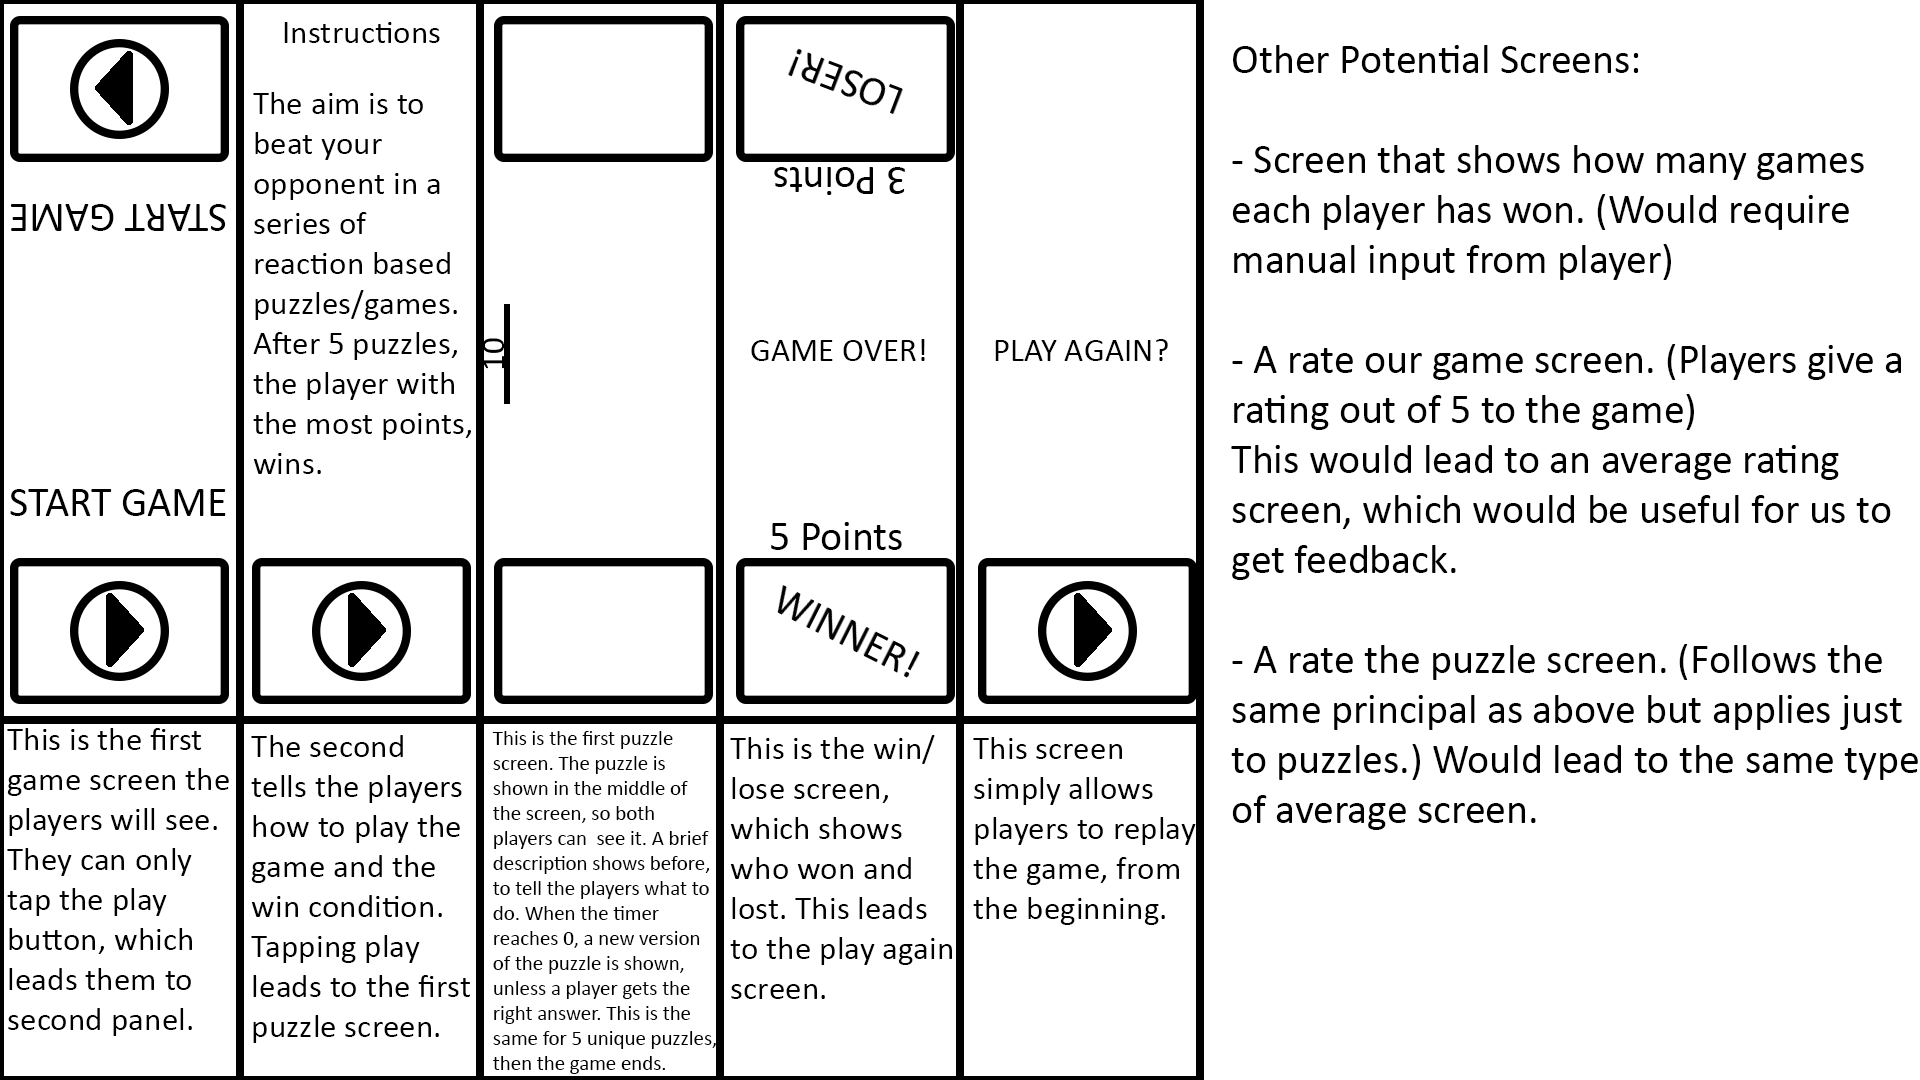 START GAME
START GAME
This is the first
game screen the
players will see.
They can only
tap the play
button, which
leads them to
second panel.
Instructions
The aim is to
beat your
opponent in a
series of
reaction based
puzzles/games.
After 5 puzzles,
the player with
the most points,
wins.
The second
tells the players
how to play the
game and the
win condition.
Tapping play
leads to the first
puzzle screen.
10
This is the first puzzle
screen. The puzzle is
shown in the middle of
the screen, so both
players can  see it. A brief
description shows before,
to tell the players what to
do. When the timer
reaches 0, a new version
of the puzzle is shown,
unless a player gets the
right answer. This is the
same for 5 unique puzzles,
then the game ends.
LOSER!
3 Points
GAME OVER!
5 Points
WINNER!
This is the win/
lose screen,
which shows
who won and
lost. This leads
to the play again
screen.
PLAY AGAIN?
This screen
simply allows
players to replay
the game, from
the beginning.
Other Potential Screens:
- Screen that shows how many games
each player has won. (Would require
manual input from player)
- A rate our game screen. (Players give a
rating out of 5 to the game)
This would lead to an average rating
screen, which would be useful for us to
get feedback.
- A rate the puzzle screen. (Follows the
same principal as above but applies just
to puzzles.) Would lead to the same type
of average screen.